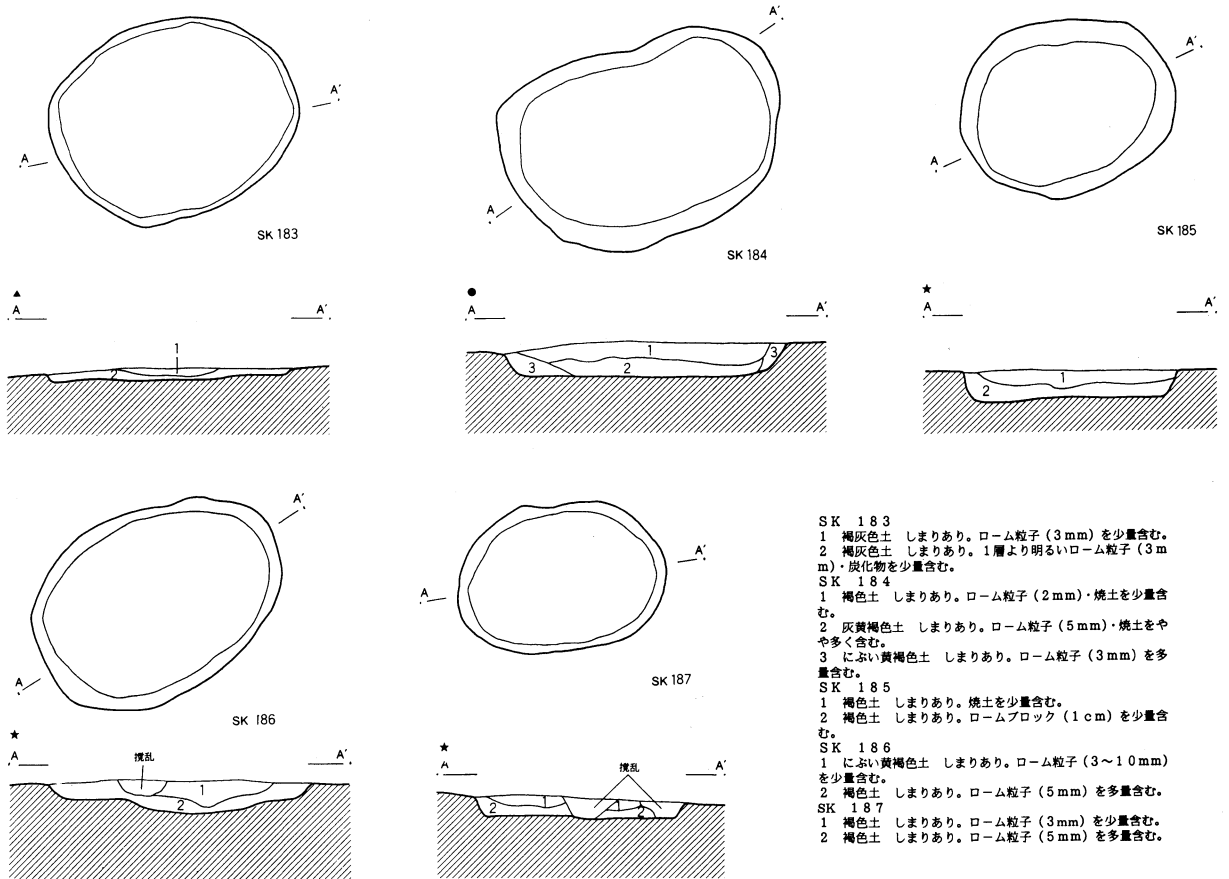 A
A'
SK 183
A
A'
SK 184
A
A'
SK 185
▲
A
A'
1
2
●
A
A'
1
2
3
3
★
A
A'
1
2
A
A'
SK 186
A
A'
SK 187
★
A
A'
攪乱
1
2
★
A
A'
攪乱
2
1
1
2
SK 183
1 褐灰色土 しまりあり。ローム粒子(3mm)を少量含む。
2 褐灰色土 しまりあり。1層より明るいローム粒子(3m
m)・炭化物を少量含む。
SK 184
1 褐色土 しまりあり。ローム粒子(2mm)・焼土を少量含
む。
2 灰黄褐色土 しまりあり。ローム粒子(5mm)・焼土をや
や多く含む。
3 にぶい黄褐色土 しまりあり。ローム粒子(3mm)を多
量含む。
SK 185
1 褐色土 しまりあり。焼土を少量含む。
2 褐色土 しまりあり。ロームブロック(1cm)を少量含
む。
SK 186
1 にぶい黄褐色土 しまりあり。ローム粒子(3~10mm)
を少量含む。
2 褐色土 しまりあり。ローム粒子(5mm)を多量含む。
SK 187
1 褐色土 しまりあり。ローム粒子(3mm)を少量含む。
2 褐色土 しまりあり。ローム粒子(5mm)を多量含む。